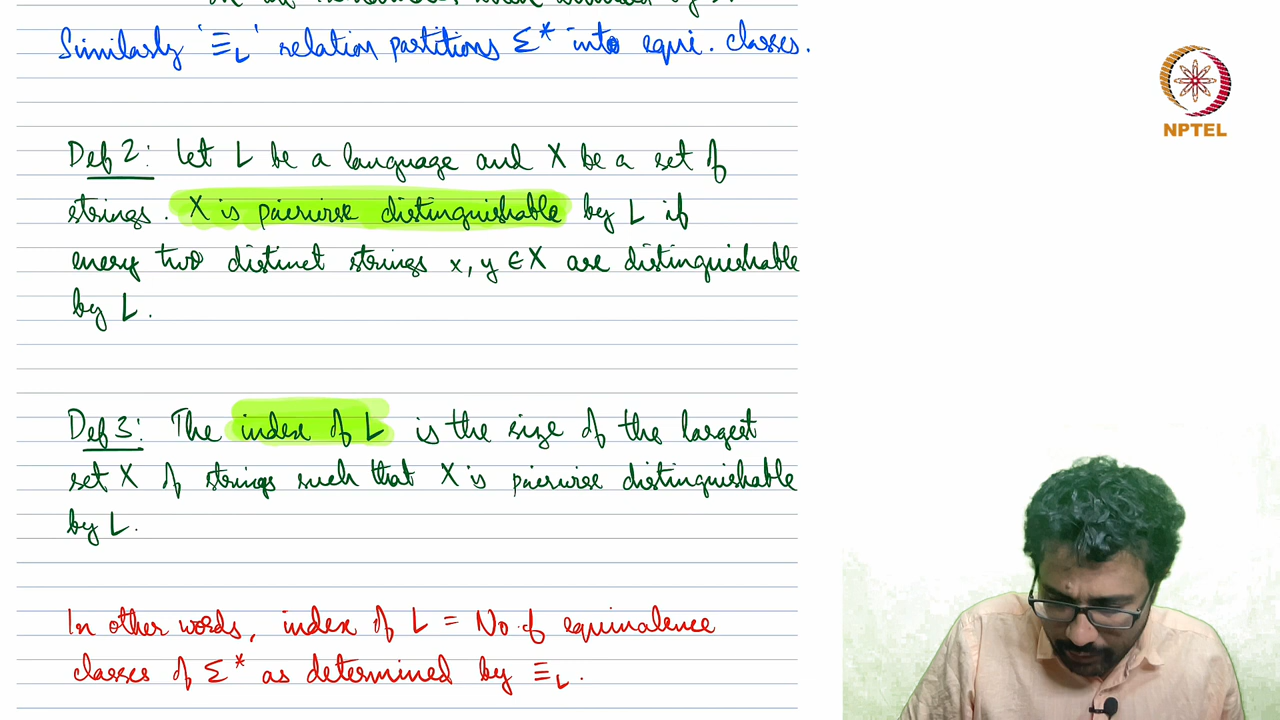 Similarly '≡_L' relation partitions Σ* into equi. classes.
NPTEL
Def 2: Let L be a language and X be a set of
strings. X is pairwise distinguishable by L if
every two distinct strings x, y ∈ X are distinguishable
by L.
Def 3: The index of L is the size of the largest
set X of strings such that X is pairwise distinguishable
by L.
In other words, index of L = No. of equivalence
classes of Σ* as determined by ≡_L.